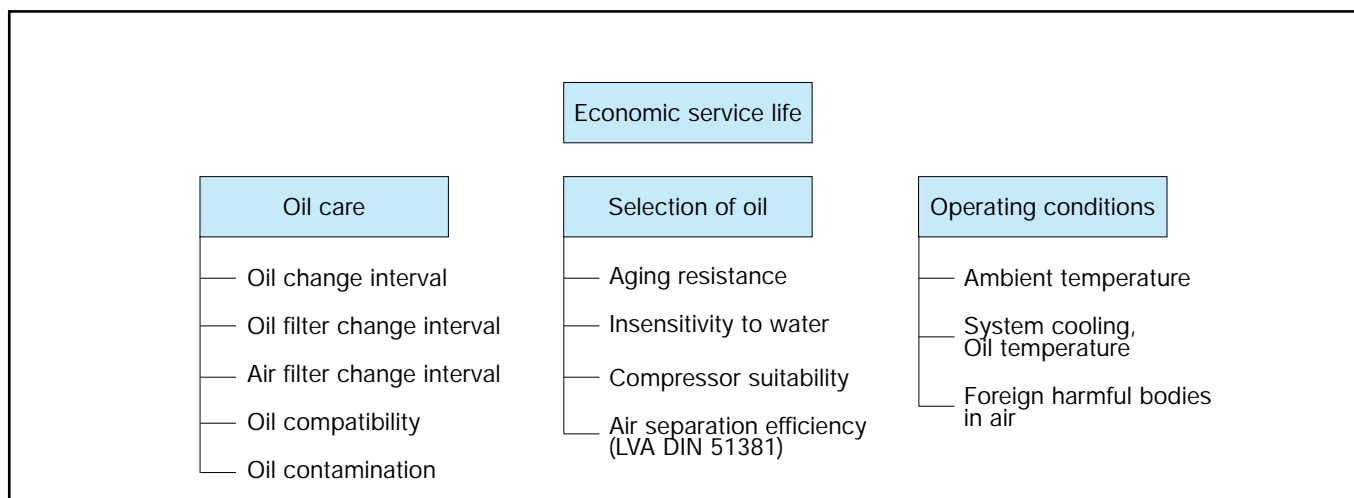 Economic service life
Oil care
Oil change interval
Oil filter change interval
Air filter change interval
Oil compatibility
Oil contamination
Selection of oil
Aging resistance
Insensitivity to water
Compressor suitability
Air separation efficiency
(LVA DIN 51381)
Operating conditions
Ambient temperature
System cooling,
Oil temperature
Foreign harmful bodies
in air